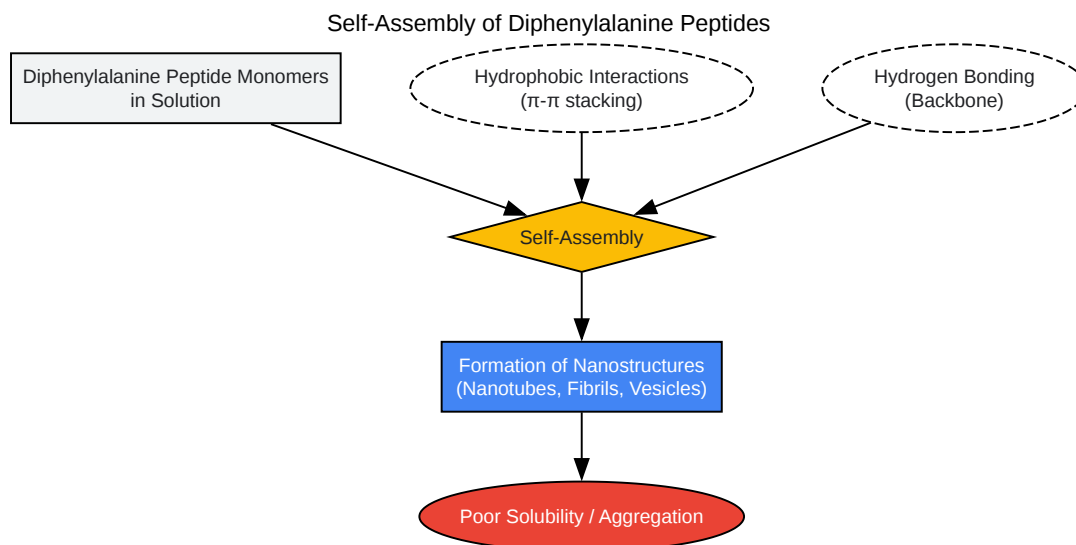 Self-Assembly of Diphenylalanine Peptides
Diphenylalanine Peptide Monomers
in Solution
Hydrophobic Interactions
(π-π stacking)
Hydrogen Bonding
(Backbone)
Self-Assembly
Formation of Nanostructures
(Nanotubes, Fibrils, Vesicles)
Poor Solubility / Aggregation